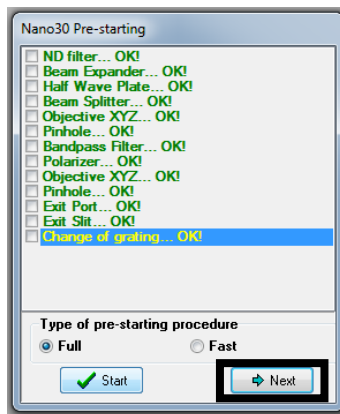 Nano30 Pre-starting
ND filter... OK!
Beam Expander... OK!
Half Wave Plate... OK!
Beam Splitter... OK!
Objective XYZ... OK!
Pinhole... OK!
Bandpass Filter... OK!
Polarizer... OK!
Objective XYZ... OK!
Pinhole... OK!
Exit Port... OK!
Exit Slit... OK!
Change of grating... OK!
Type of pre-starting procedure
Full Fast
Start Next